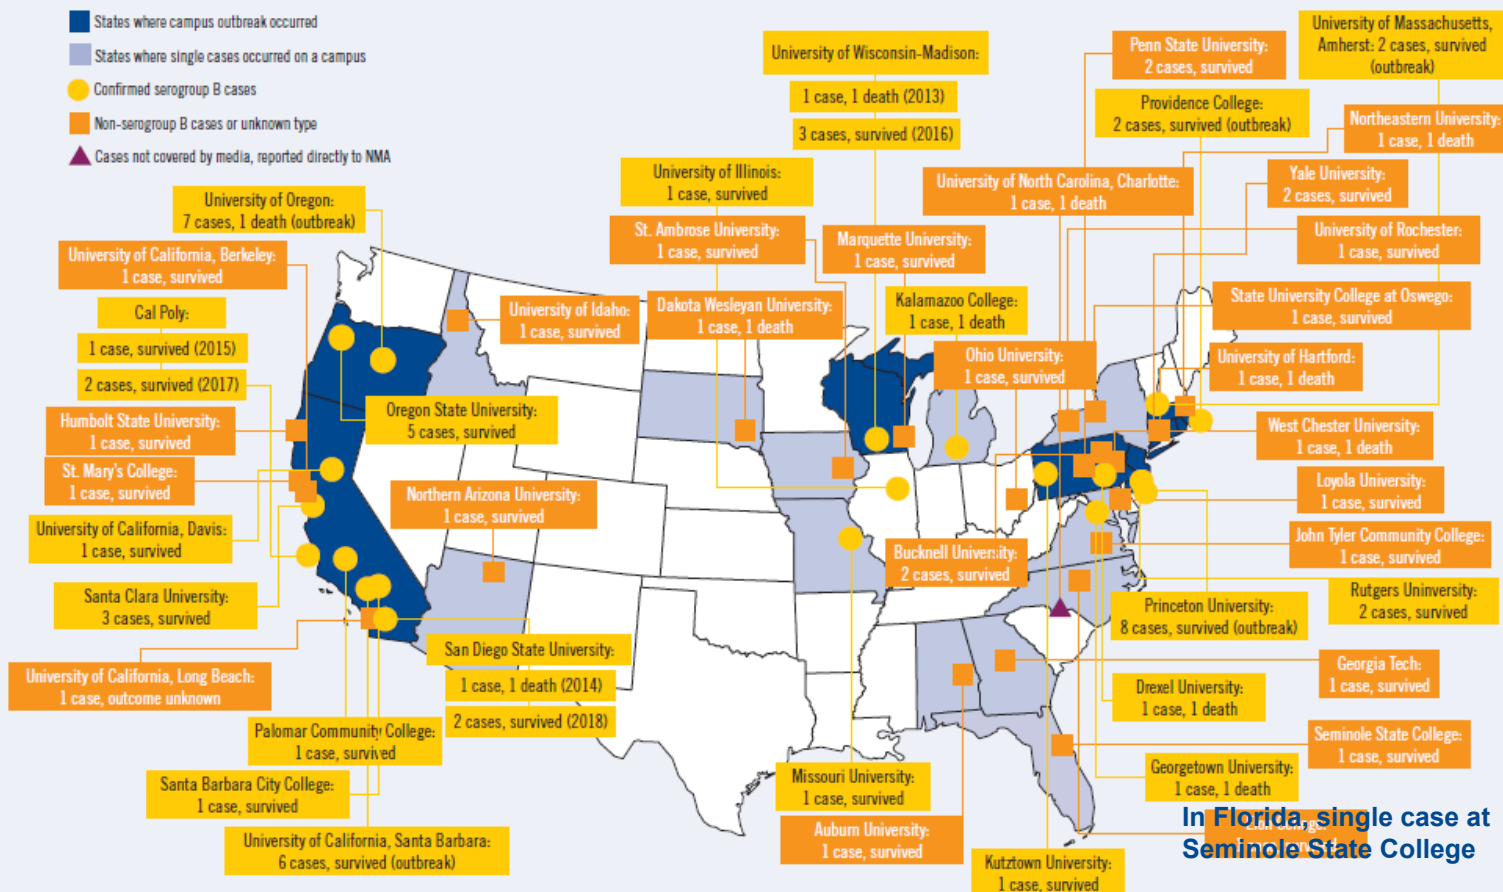 States where campus outbreak occurred
States where single cases occurred on a campus
Confirmed serogroup B cases
Non-serogroup B cases or unknown type
Cases not covered by media, reported directly to NMA
University of Oregon:
7 cases, 1 death (outbreak)
University of California, Berkeley:
1 case, survived
Cal Poly:
1 case, survived (2015)
2 cases, survived (2017)
Humbolt State University:
1 case, survived
St. Mary's College:
1 case, survived
University of California, Davis:
1 case, survived
Santa Clara University:
3 cases, survived
University of California, Long Beach:
1 case, outcome unknown
Palomar Community College:
1 case, survived
Santa Barbara City College:
1 case, survived
University of California, Santa Barbara:
6 cases, survived (outbreak)
San Diego State University:
1 case, 1 death (2014)
2 cases, survived (2018)
Oregon State University:
5 cases, survived
Northern Arizona University:
1 case, survived
University of Idaho:
1 case, survived
Dakota Wesleyan University:
1 case, 1 death
University of Illinois:
1 case, survived
St. Ambrose University:
1 case, survived
University of Wisconsin-Madison:
1 case, 1 death (2013)
3 cases, survived (2016)
Marquette University:
1 case, survived
Kalamazoo College:
1 case, 1 death
Ohio University:
1 case, survived
University of North Carolina, Charlotte:
1 case, 1 death
Penn State University:
2 cases, survived
Providence College:
2 cases, survived (outbreak)
University of Massachusetts,
Amherst: 2 cases, survived
(outbreak)
Northeastern University:
1 case, 1 death
Yale University:
2 cases, survived
University of Rochester:
1 case, survived
State University College at Oswego:
1 case, survived
University of Hartford:
1 case, 1 death
West Chester University:
1 case, 1 death
Loyola University:
1 case, survived
John Tyler Community College:
1 case, survived
Rutgers Uninversity:
2 cases, survived
Bucknell University:
2 cases, survived
Princeton University:
8 cases, survived (outbreak)
Georgia Tech:
1 case, survived
Drexel University:
1 case, 1 death
Seminole State College:
1 case, survived
Georgetown University:
1 case, 1 death
Missouri University:
1 case, survived
Auburn University:
1 case, survived
Kutztown University:
1 case, survived
In Florida, single case at
Seminole State College